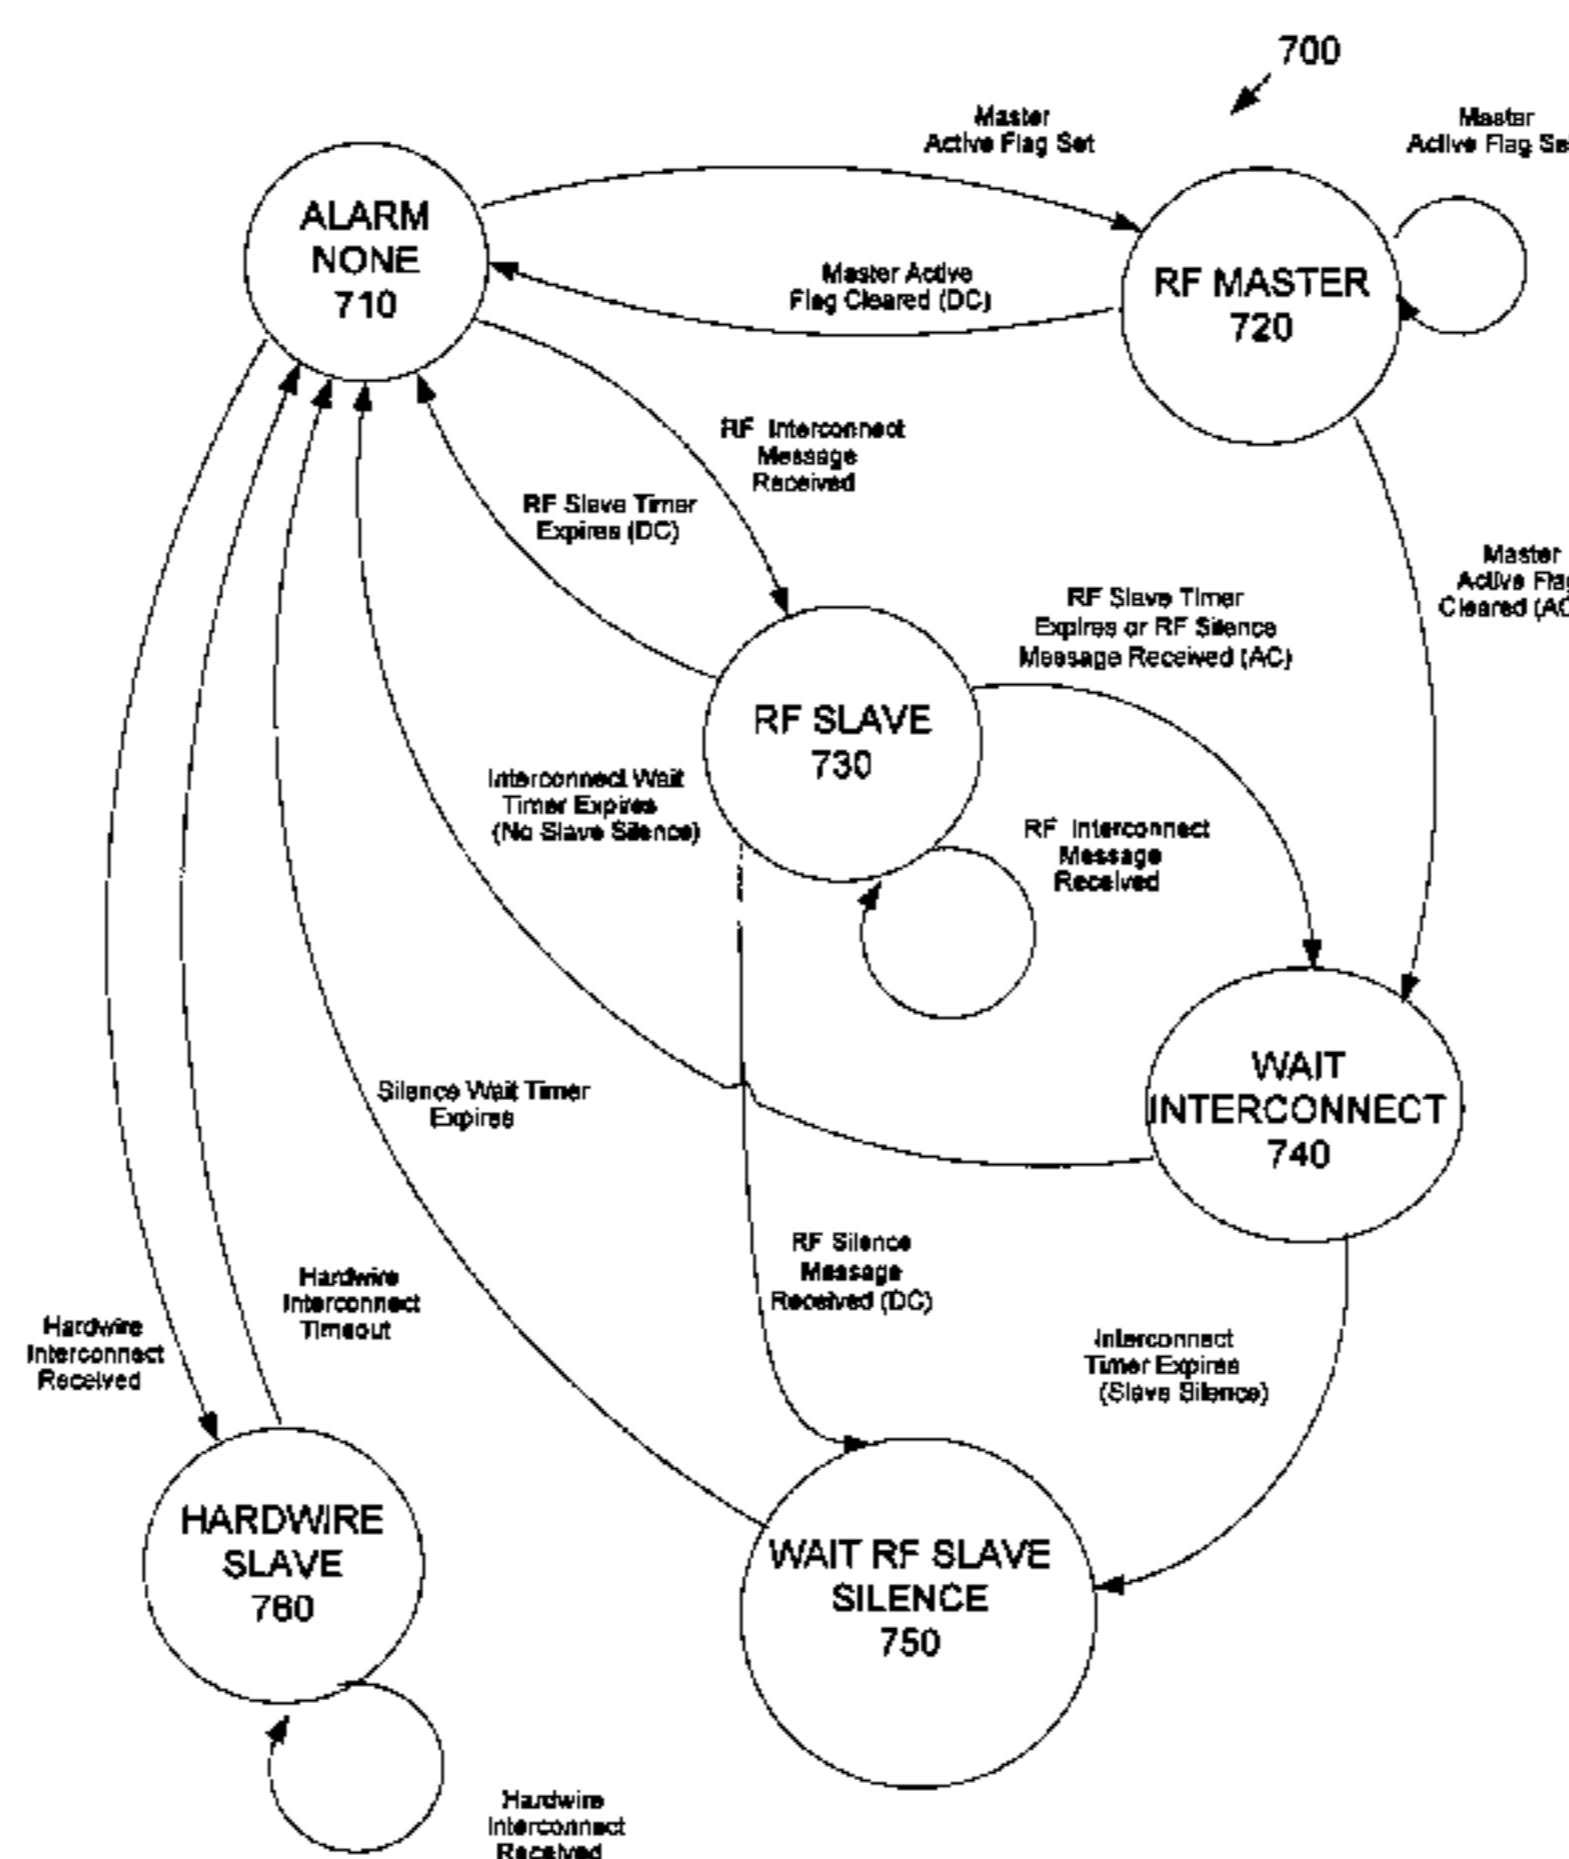 700
Master
Active Flag Set
Master
Active Flag Se
ALARM
NONE
710
Master Active
Flag Cleared (DC)
RF MASTER
720
RF Interconnect
Message
Received
RF Slave Timer
Expires (DC)
Master
Active Flag
Cleared (AC
RF Slave Timer
Expires or RF Silence
Message Received (AC)
RF SLAVE
730
Interconnect Wait
Timer Expires
(No Slave Silence)
RF Interconnect
Message
Received
WAIT
INTERCONNECT
740
Silence Wait Timer
Expires
RF Silence
Message
Received (DC)
Hardwire
Interconnect
Timeout
Hardwire
Interconnect
Received
Interconnect
Timer Expires
(Slave Silence)
HARDWIRE
SLAVE
760
WAIT RF SLAVE
SILENCE
750
Hardwire
Interconnect
Received